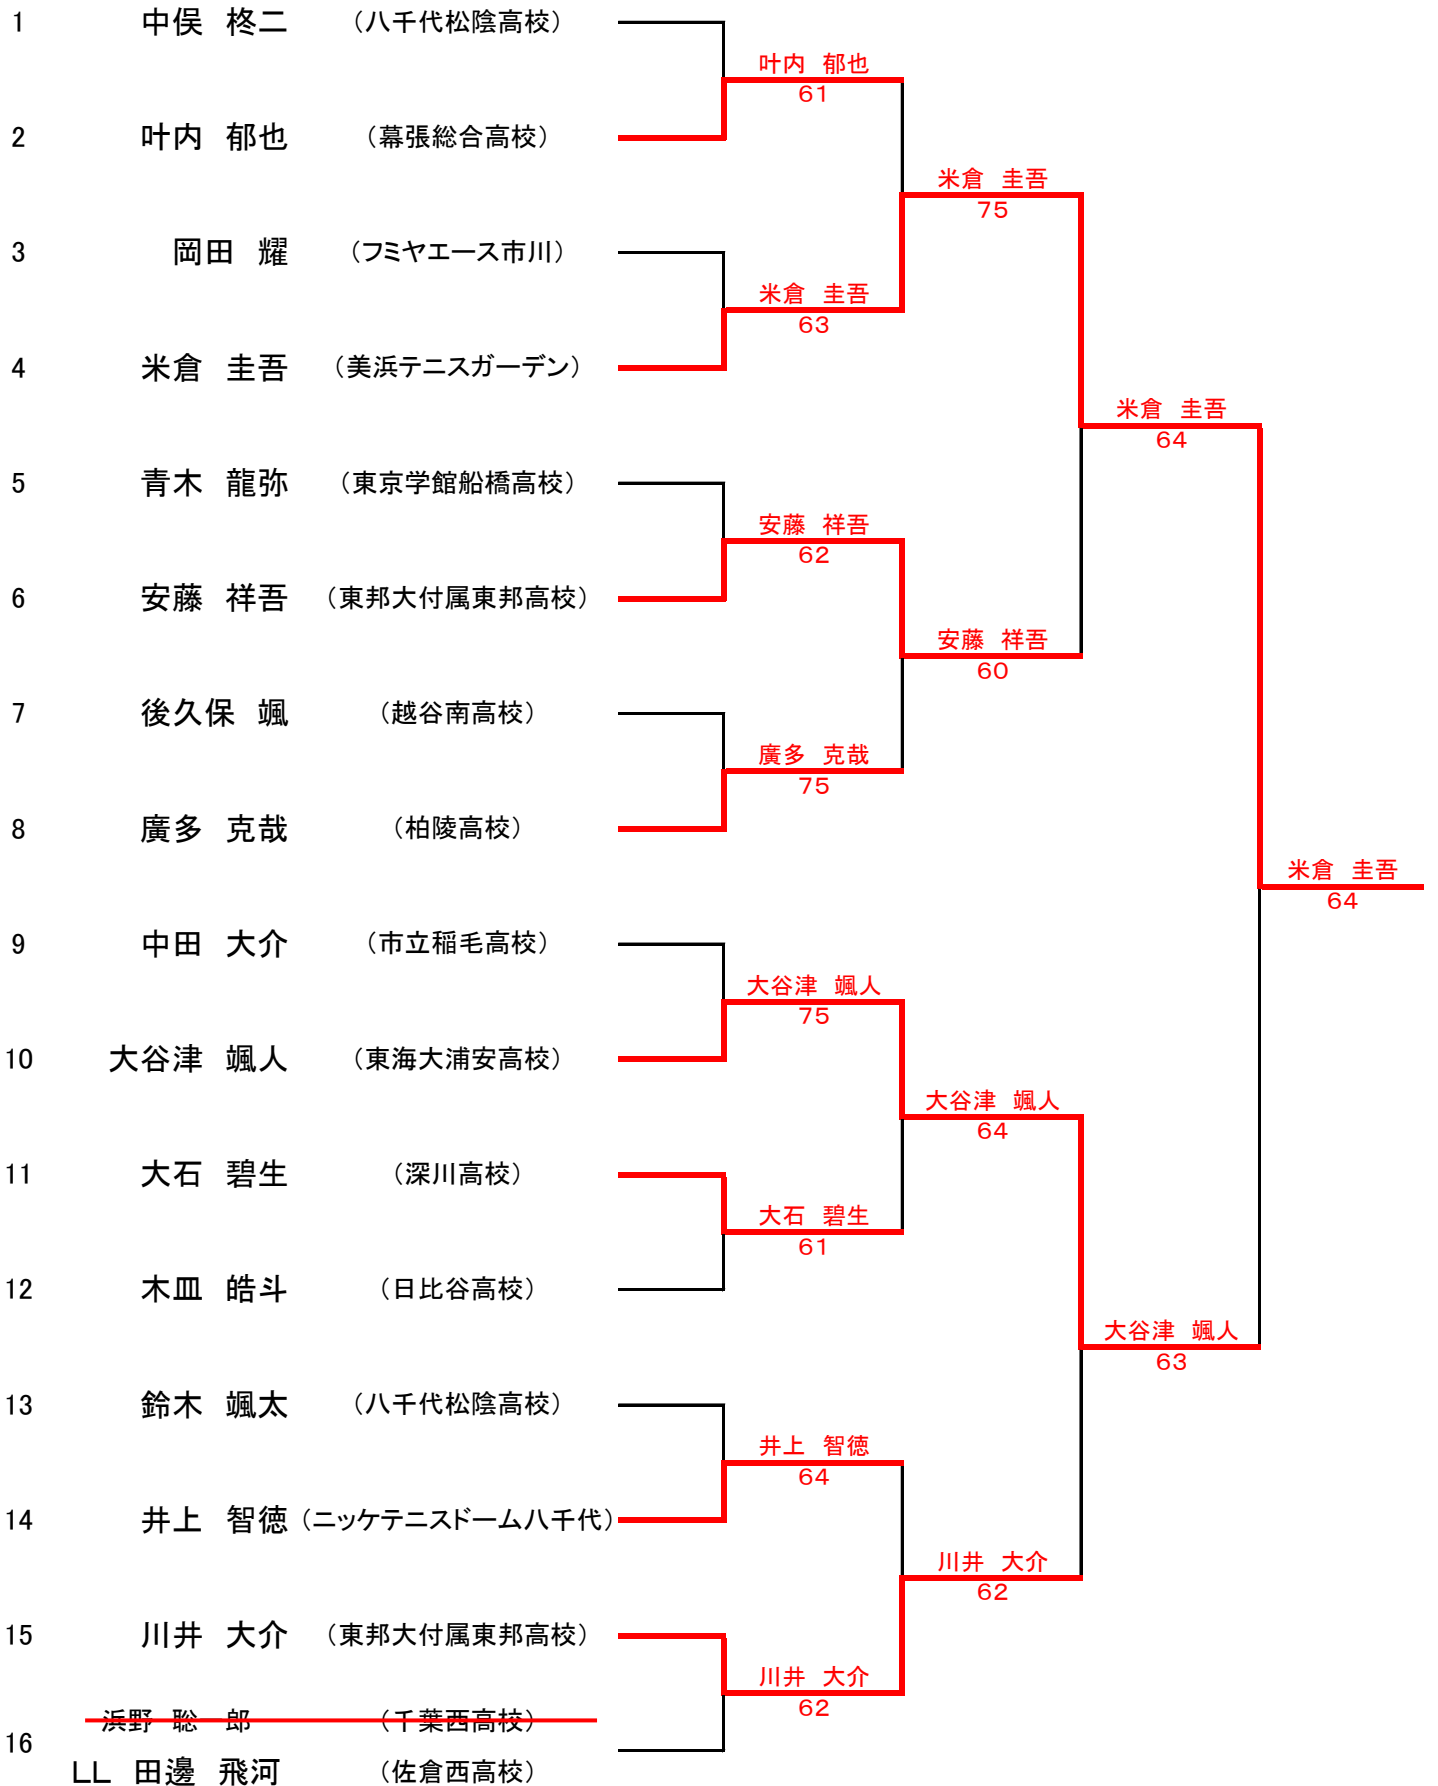 1 中俣 柊二 （八千代松陰高校）
叶内 郁也
61
2 叶内 郁也 （幕張総合高校）
米倉 圭吾
75
3 岡田 耀 （フミヤエース市川）
米倉 圭吾
63
4 米倉 圭吾 （美浜テニスガーデン）
米倉 圭吾
64
5 青木 龍弥 （東京学館船橋高校）
安藤 祥吾
62
6 安藤 祥吾 （東邦大付属東邦高校）
安藤 祥吾
60
7 後久保 颯 （越谷南高校）
廣多 克哉
75
8 廣多 克哉 （柏陵高校）
米倉 圭吾
64
9 中田 大介 （市立稲毛高校）
大谷津 颯人
75
10 大谷津 颯人 （東海大浦安高校）
大谷津 颯人
64
11 大石 碧生 （深川高校）
大石 碧生
61
12 木皿 皓斗 （日比谷高校）
大谷津 颯人
63
13 鈴木 颯太 （八千代松陰高校）
井上 智徳
64
14 井上 智徳 （ニッケテニスドーム八千代）
川井 大介
62
15 川井 大介 （東邦大付属東邦高校）
川井 大介
62
浜野 聡一郎 （千葉西高校）
16
LL 田邊 飛河 （佐倉西高校）